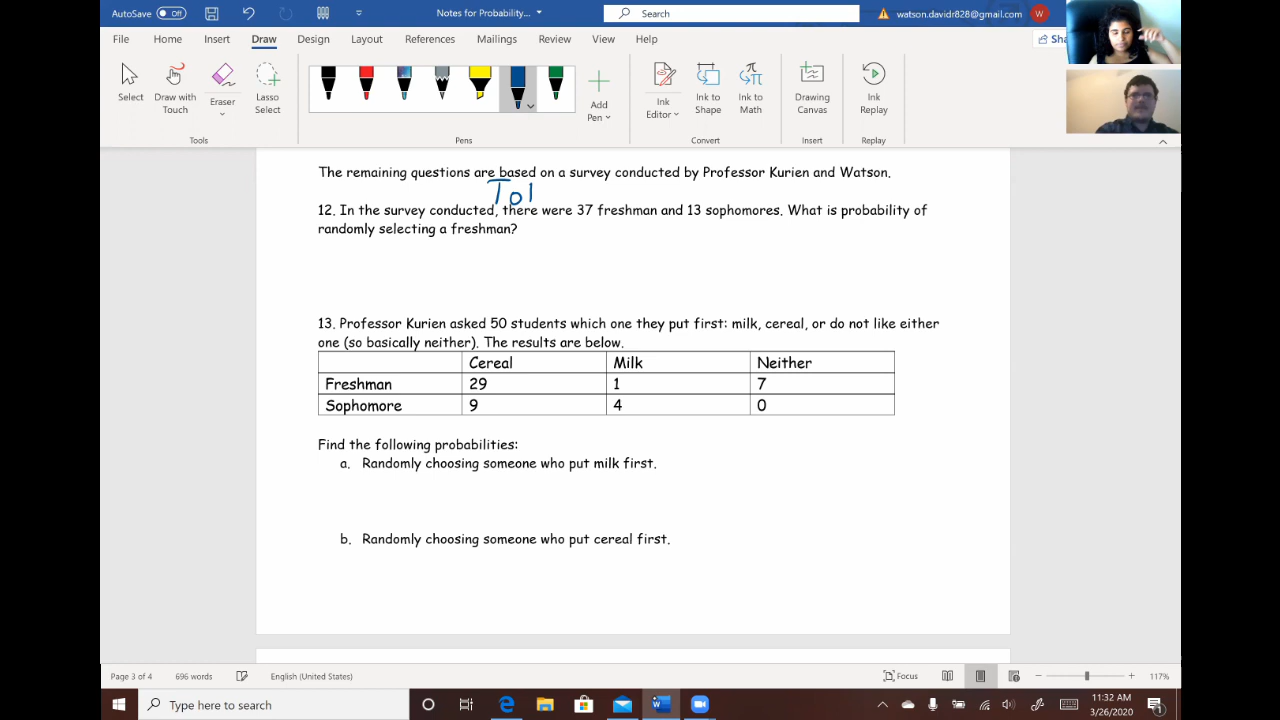 AutoSave Off Notes for Probability... Search watson.davidr828@gmail.com W
File Home Insert Draw Design Layout References Mailings Review View Help Sha
Select Draw with Touch Eraser Lasso Select Add Pen Ink Editor Ink to Shape Ink to Math Drawing Canvas Ink Replay
Tools Pens Convert Insert Replay
The remaining questions are based on a survey conducted by Professor Kurien and Watson.
12. In the survey conducted, there were 37 freshman and 13 sophomores. What is probability of
randomly selecting a freshman?
13. Professor Kurien asked 50 students which one they put first: milk, cereal, or do not like either
one (so basically neither). The results are below.
Cereal Milk Neither
Freshman 29 1 7
Sophomore 9 4 0
Find the following probabilities:
a. Randomly choosing someone who put milk first.
b. Randomly choosing someone who put cereal first.
Page 3 of 4 696 words English (United States) Focus 117%
Type here to search 11:32 AM
3/26/2020